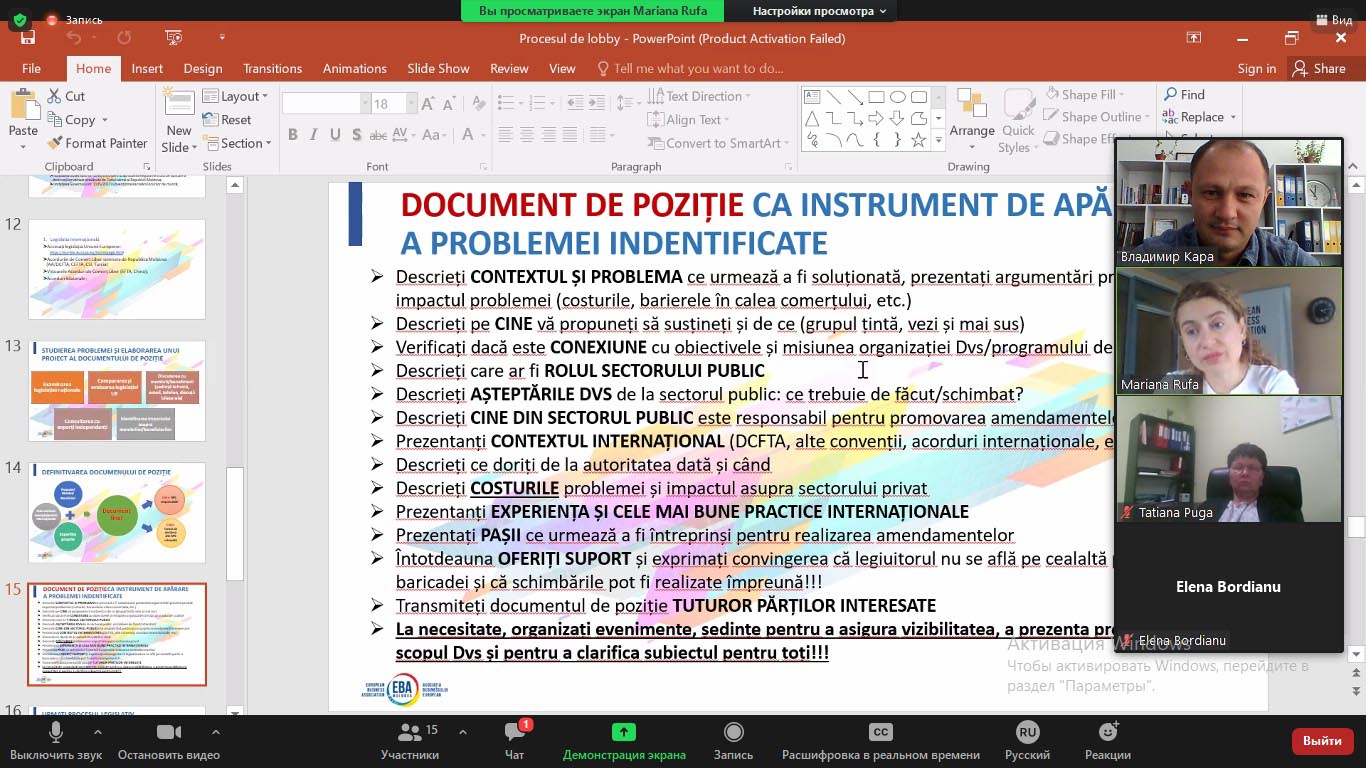 Запись
Вы просматриваете экран Mariana Rufa
Настройки просмотра
Вид
Procesul de lobby - PowerPoint (Product Activation Failed)
File Home Insert Design Transitions Animations Slide Show Review View Tell me what you want to do... Sign in Share
Paste Cut Copy Format Painter
Clipboard
New Slide Layout Reset Section
Slides
18
B I U S abc AV Aa A
Font
Text Direction Align Text Convert to SmartArt
Paragraph
Arrange Quick Styles Shape Fill Shape Outline Shape Effe
Drawing
Find Replace
12
13
STUDIEREA PROBLEMEI ȘI ELABORAREA UNUI
PROIECT AL DOCUMENTULUI DE POZIȚIE
14
DEFINITIVAREA DOCUMENULUI DE POZIȚIE
15
DOCUMENT DE POZIȚIE CA INSTRUMENT DE APĂRARE
A PROBLEMEI INDENTIFICATE
16
URMAȚI PROCESUL LEGISLATIV
DOCUMENT DE POZIȚIE CA INSTRUMENT DE APĂ
A PROBLEMEI INDENTIFICATE
➢ Descrieți CONTEXTUL ȘI PROBLEMA ce urmează a fi soluționată, prezentați argumentări pr
impactul problemei (costurile, barierele în calea comerțului, etc.)
➢ Descrieți pe CINE vă propuneți să susțineți și de ce (grupul țintă, vezi și mai sus)
➢ Verificați dacă este CONEXIUNE cu obiectivele și misiunea organizației Dvs/programului de
➢ Descrieți care ar fi ROLUL SECTORULUI PUBLIC
➢ Descrieți AȘTEPTĂRILE DVS de la sectorul public: ce trebuie de făcut/schimbat?
➢ Descrieți CINE DIN SECTORUL PUBLIC este responsabil pentru promovarea amendamentel
➢ Prezentanți CONTEXTUL INTERNAȚIONAL (DCFTA, alte convenții, acorduri internaționale, e
➢ Descrieți ce doriți de la autoritatea dată și când
➢ Descrieți COSTURILE problemei și impactul asupra sectorului privat
➢ Prezentanți EXPERIENȚA ȘI CELE MAI BUNE PRACTICE INTERNAȚIONALE
➢ Prezentați PAȘII ce urmează a fi întreprinși pentru realizarea amendamentelor
➢ Întotdeauna OFERIȚI SUPORT și exprimați convingerea că legiuitorul nu se află pe cealaltă p
baricadei și că schimbările pot fi realizate împreună!!!
➢ Transmiteți documentul de poziție TUTUROR PĂRȚILOR INTERESATE
➢ La necesitate, organizați evenimente, ședințe pentru a asigura vizibilitatea, a prezenta pro
scopul Dvs și pentru a clarifica subiectul pentru toți!!!
EUROPEAN BUSINESS ASSOCIATION EBA MOLDOVA ASOCIAȚIA BUSINESSULUI EUROPEAN
Владимир Кара
Mariana Rufa
Tatiana Puga
Elena Bordianu
Elena Bordianu
Активация Windows
Чтобы активировать Windows, перейдите в
раздел "Параметры".
Выключить звук
Остановить видео
15
Участники
1
Чат
Демонстрация экрана
Запись
CC
Расшифровка в реальном времени
RU
Русский
Реакции
Выйти